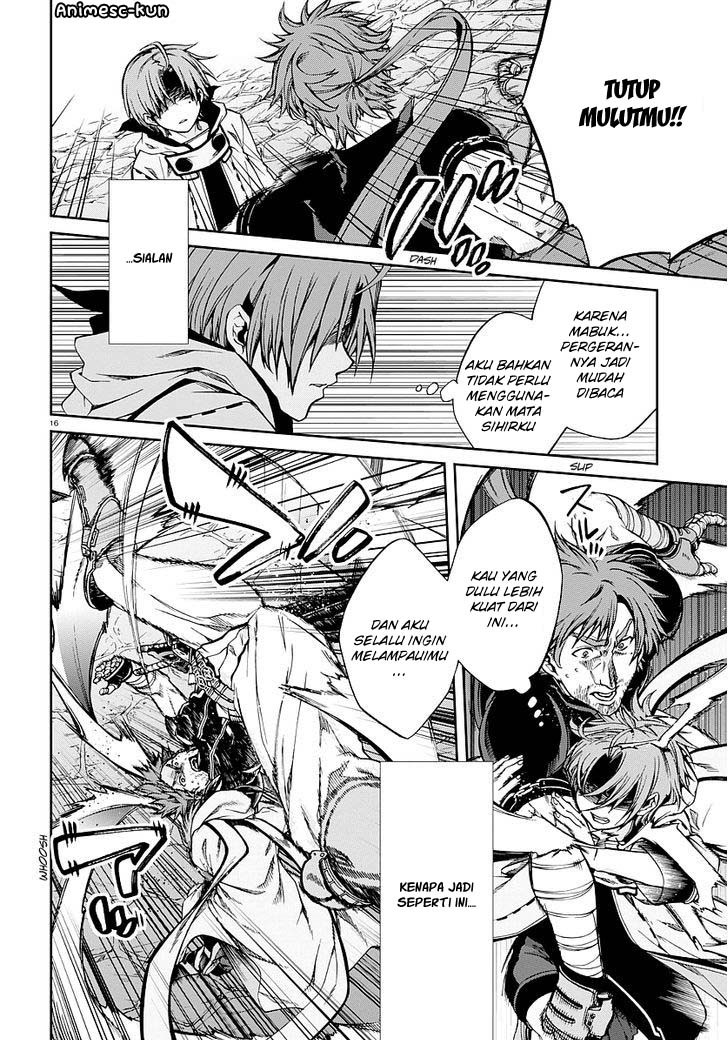 Animesc-kun
TUTUP
MULUTMU!!
DASH
...SIALAN
KARENA
MABUK...
PERGERAN-
NYA JADI
MUDAH
DIBACA
AKU BAHKAN
TIDAK PERLU
MENGGUNA-
KAN MATA
SIHIRKU
16
SLIP
スッ
KAU YANG
DULU LEBIH
KUAT DARI
INI...
DAN AKU
SELALU INGIN
MELAMPAUIMU
...
WHOOSH
KENAPA JADI
SEPERTI INI....